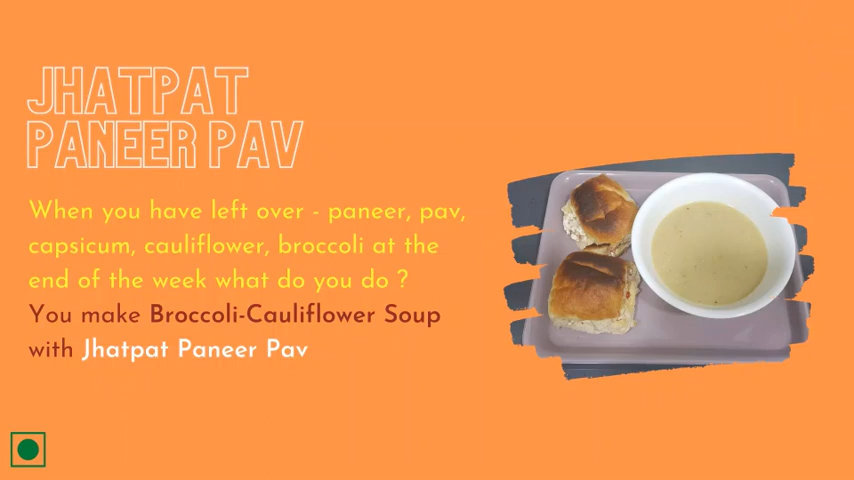 JHATPAT
PANEER PAV
When you have left over - paneer, pav,
capsicum, cauliflower, broccoli at the
end of the week what do you do ?
You make Broccoli-Cauliflower Soup
with Jhatpat Paneer Pav